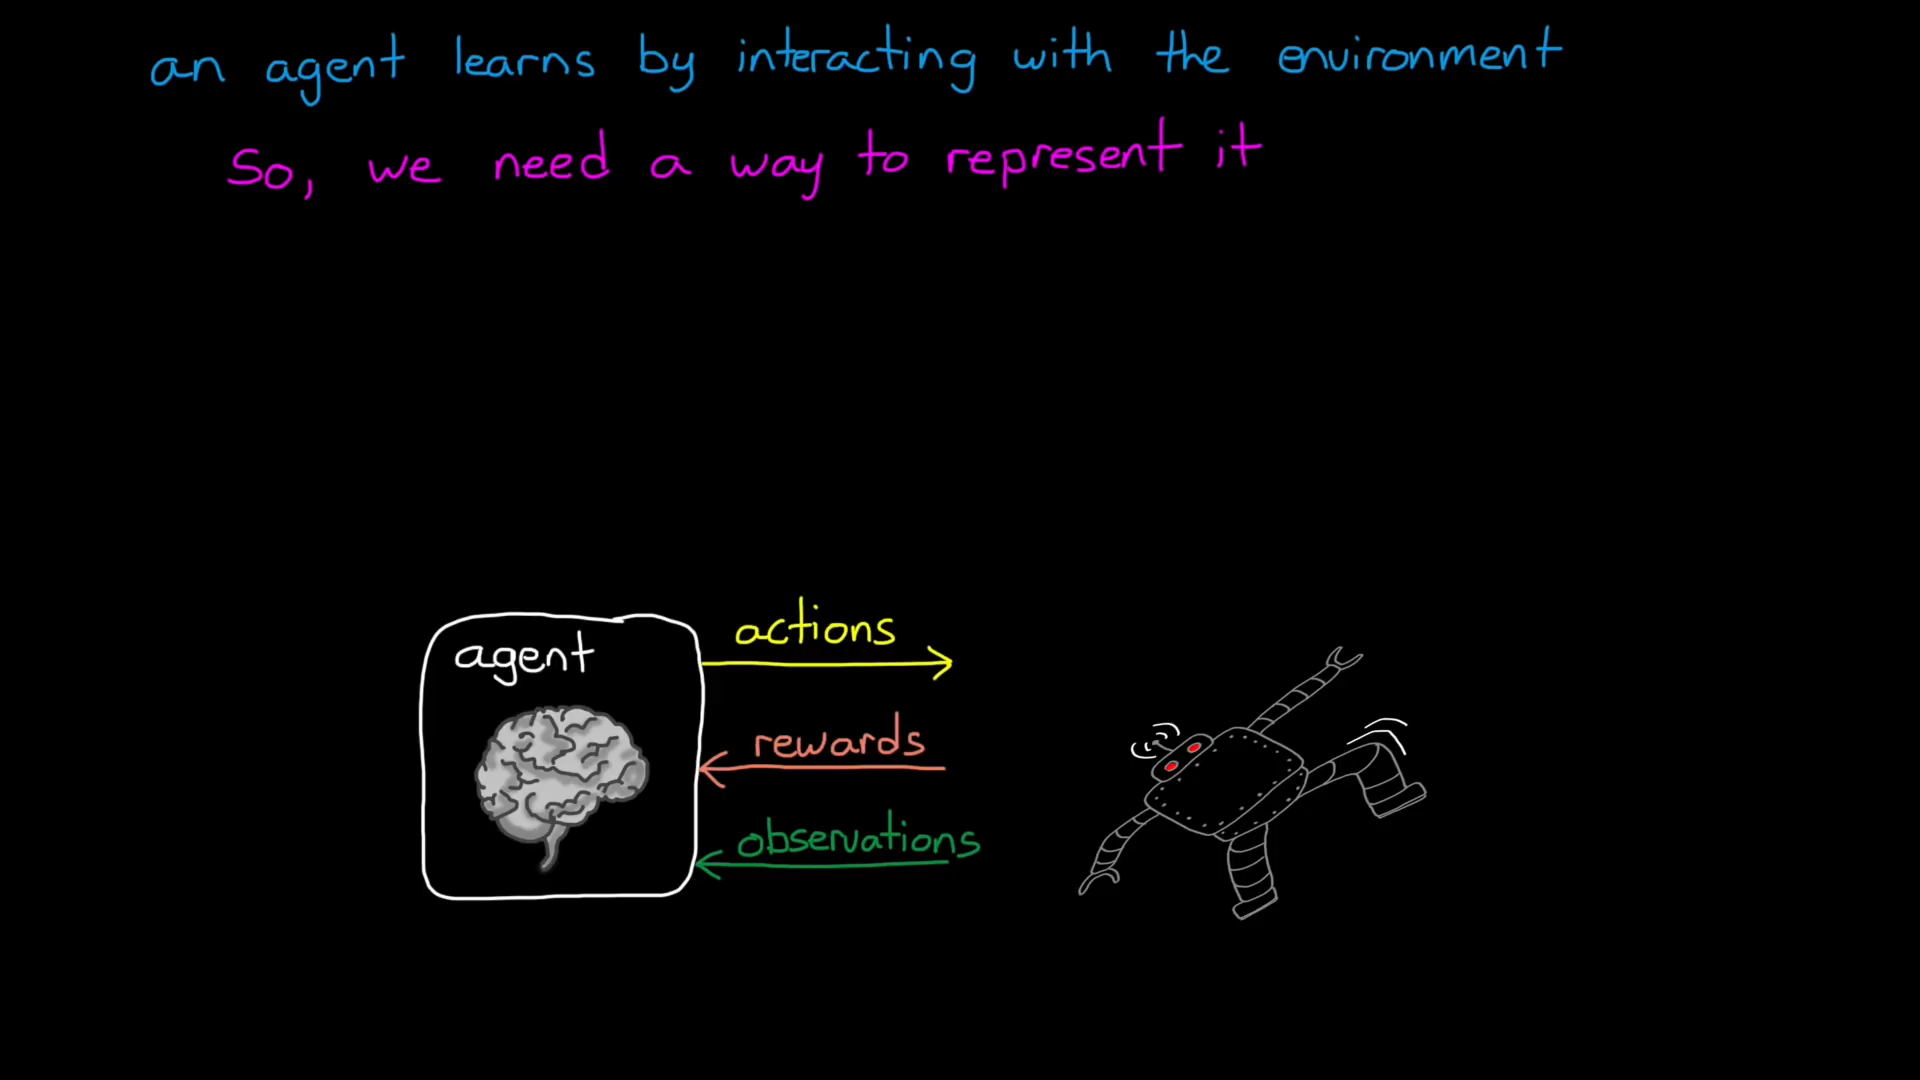 an agent learns by interacting with the environment
So, we need a way to represent it
agent
actions
rewards
observations